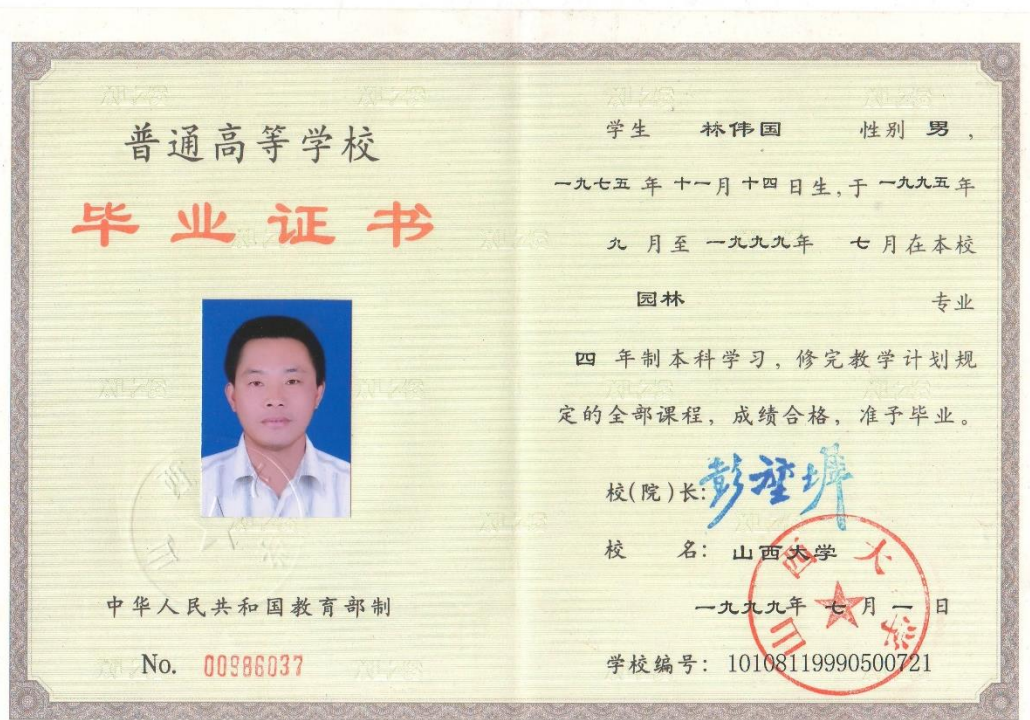 普通高等学校
毕业证书
中华人民共和国教育部制
No. 00986037
学生 林伟国 性别 男，
一九七五 年 十一月 十四 日生，于 一九九五年
九 月至 一九九九年 七 月在本校
园林 专业
四 年制本科学习，修完教学计划规
定的全部课程，成绩合格，准予毕业。
校(院)长：
校 名：山西大学
一九九九年 七 月 一 日
学校编号：10108119990500721
山西大学